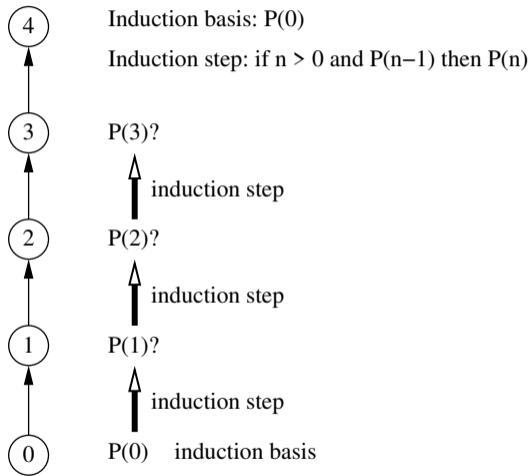 4 Induction basis: P(0)
Induction step: if n > 0 and P(n−1) then P(n)
3 P(3)?
induction step
2 P(2)?
induction step
1 P(1)?
induction step
0 P(0) induction basis